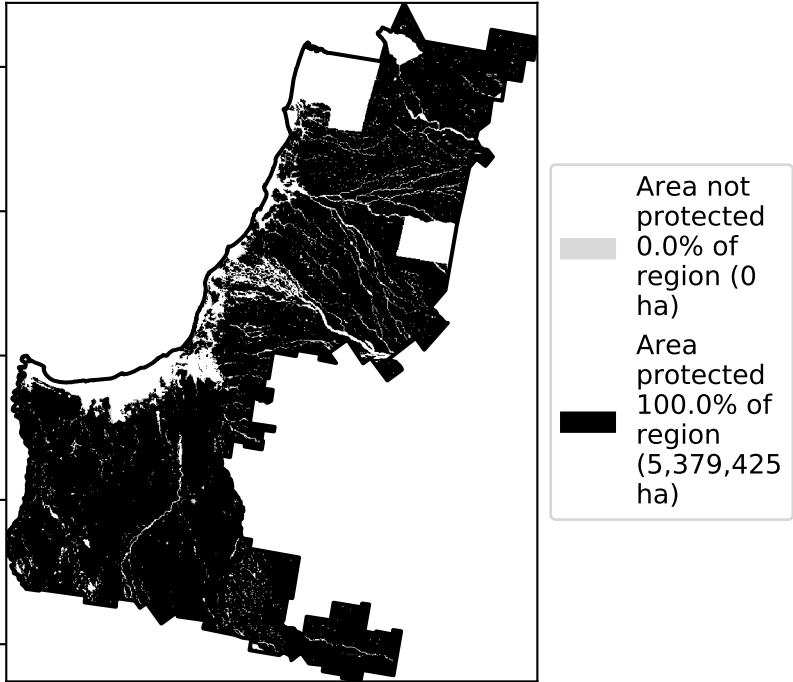 Area not
protected
0.0% of
region (0
ha)
Area
protected
100.0% of
region
(5,379,425
ha)